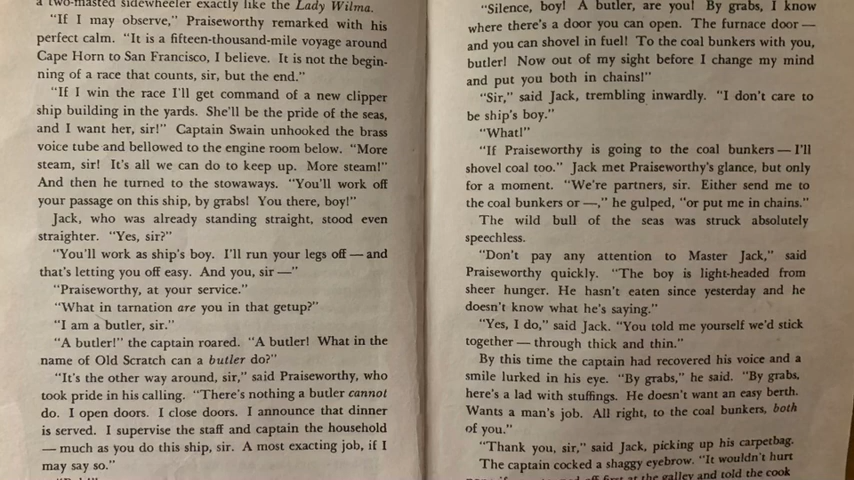 a two-masted sidewheeler exactly like the Lady Wilma.
"If I may observe," Praiseworthy remarked with his
perfect calm. "It is a fifteen-thousand-mile voyage around
Cape Horn to San Francisco, I believe. It is not the begin-
ning of a race that counts, sir, but the end."
"If I win the race I'll get command of a new clipper
ship building in the yards. She'll be the pride of the seas,
and I want her, sir!" Captain Swain unhooked the brass
voice tube and bellowed to the engine room below. "More
steam, sir! It's all we can do to keep up. More steam!"
And then he turned to the stowaways. "You'll work off
your passage on this ship, by grabs! You there, boy!"
Jack, who was already standing straight, stood even
straighter. "Yes, sir?"
"You'll work as ship's boy. I'll run your legs off — and
that's letting you off easy. And you, sir —"
"Praiseworthy, at your service."
"What in tarnation are you in that getup?"
"I am a butler, sir."
"A butler!" the captain roared. "A butler! What in the
name of Old Scratch can a butler do?"
"It's the other way around, sir," said Praiseworthy, who
took pride in his calling. "There's nothing a butler cannot
do. I open doors. I close doors. I announce that dinner
is served. I supervise the staff and captain the household
— much as you do this ship, sir. A most exacting job, if I
may say so."
"Silence, boy! A butler, are you! By grabs, I know
where there's a door you can open. The furnace door —
and you can shovel in fuel! To the coal bunkers with you,
butler! Now out of my sight before I change my mind
and put you both in chains!"
"Sir," said Jack, trembling inwardly. "I don't care to
be ship's boy."
"What!"
"If Praiseworthy is going to the coal bunkers — I'll
shovel coal too." Jack met Praiseworthy's glance, but only
for a moment. "We're partners, sir. Either send me to
the coal bunkers or —," he gulped, "or put me in chains."
The wild bull of the seas was struck absolutely
speechless.
"Don't pay any attention to Master Jack," said
Praiseworthy quickly. "The boy is light-headed from
sheer hunger. He hasn't eaten since yesterday and he
doesn't know what he's saying."
"Yes, I do," said Jack. "You told me yourself we'd stick
together — through thick and thin."
By this time the captain had recovered his voice and a
smile lurked in his eye. "By grabs," he said. "By grabs,
here's a lad with stuffings. He doesn't want an easy berth.
Wants a man's job. All right, to the coal bunkers, both
of you."
"Thank you, sir," said Jack, picking up his carpetbag.
The captain cocked a shaggy eyebrow. "It wouldn't hurt
off first at the galley and told the cook